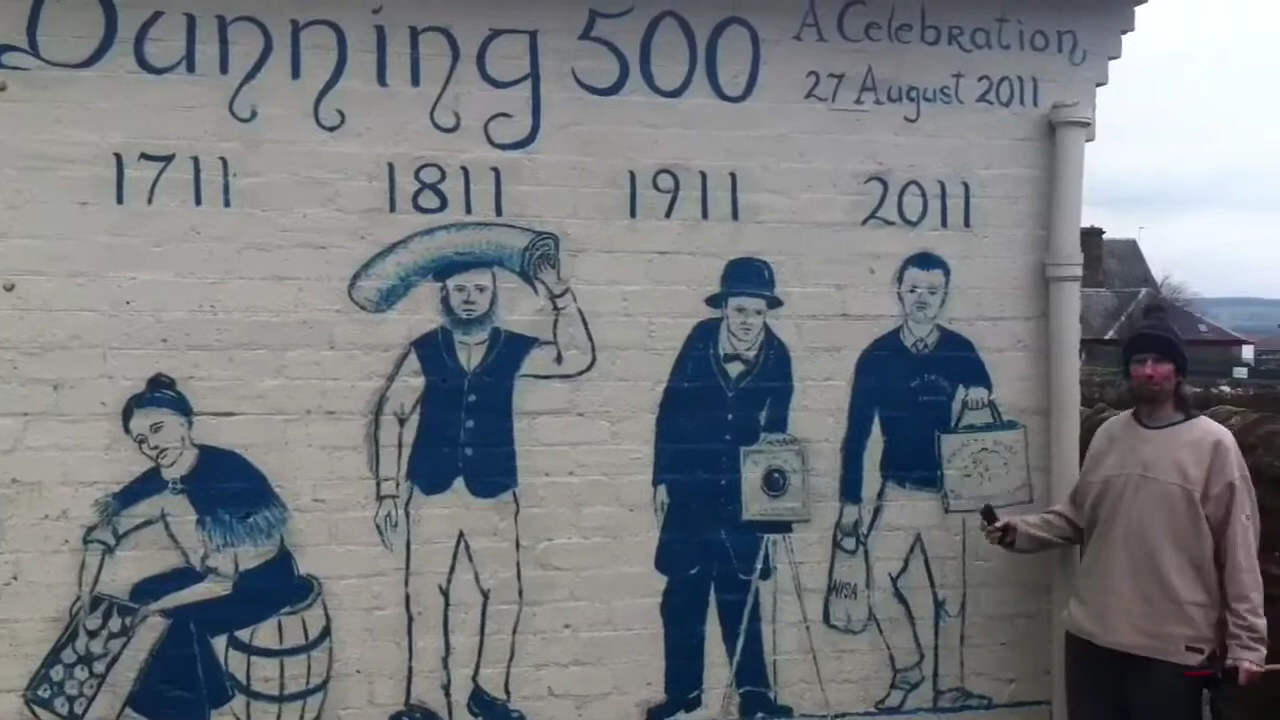 Dunning 500
A Celebration
27 August 2011
1711 1811 1911 2011
NISA